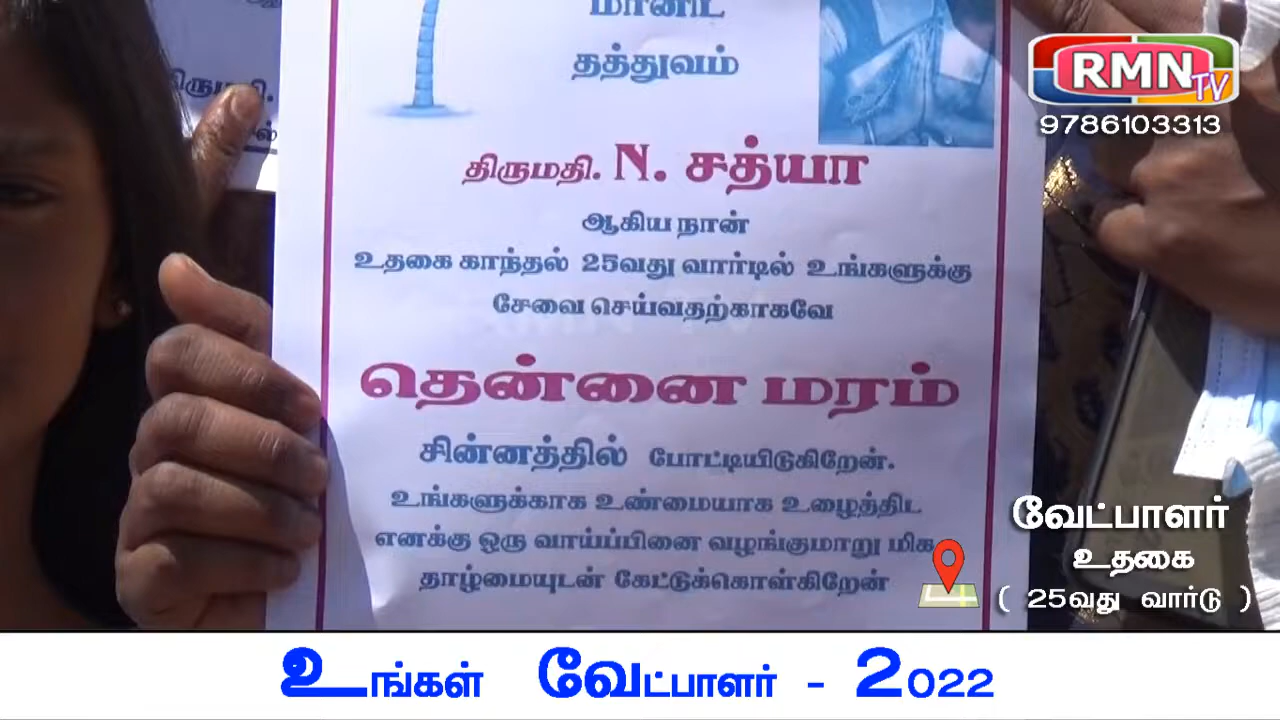 மானிட
தத்துவம்
திருமதி. N. சத்யா
ஆகிய நான்
உதகை காந்தல் 25வது வார்டில் உங்களுக்கு
சேவை செய்வதற்காகவே
தென்னை மரம்
சின்னத்தில் போட்டியிடுகிறேன்.
உங்களுக்காக உண்மையாக உழைத்திட
எனக்கு ஒரு வாய்ப்பினை வழங்குமாறு மிக
தாழ்மையுடன் கேட்டுக்கொள்கிறேன்
RMN TV
9786103313
வேட்பாளர்
உதகை
( 25வது வார்டு )
உங்கள் வேட்பாளர் - 2022